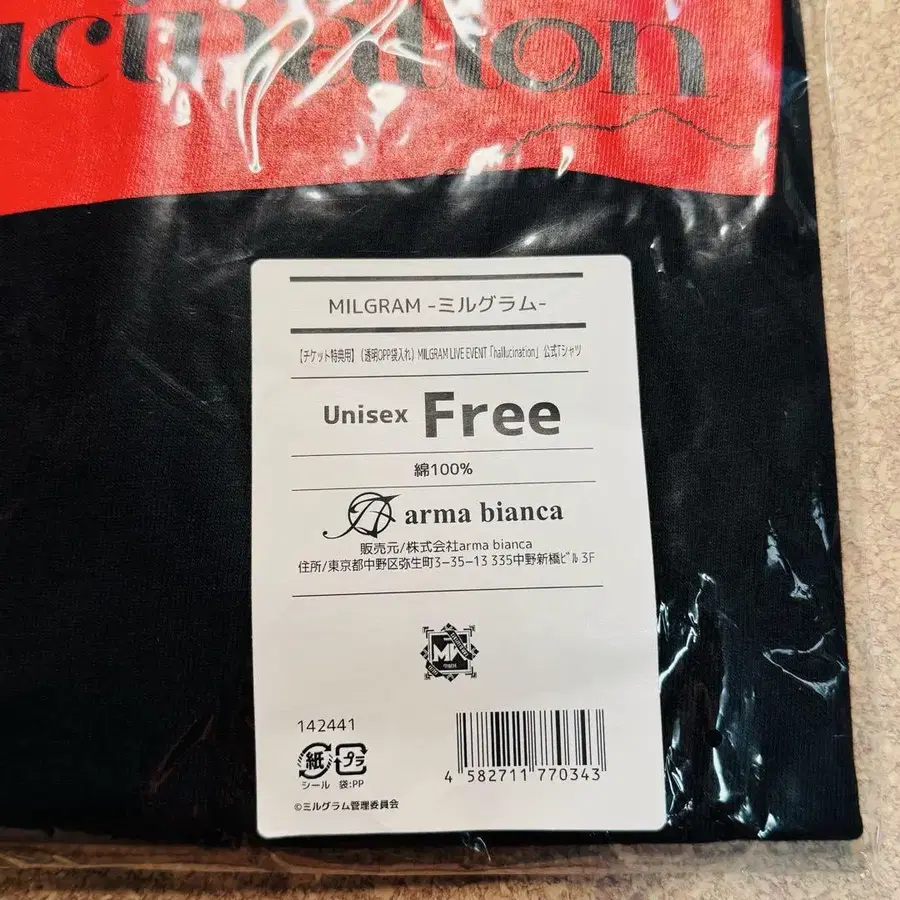 ucination
MILGRAM -ミルグラム-
【チケット特典用】（透明OPP袋入れ）MILGRAM LIVE EVENT「hallucination」公式Tシャツ
Unisex Free
綿100%
arma bianca
販売元/株式会社arma bianca
住所/東京都中野区弥生町3-35-13 335中野新橋ﾋﾞﾙ 3F
142441
紙 プラ
シール 袋:PP
4 582711 770343
©ミルグラム管理委員会